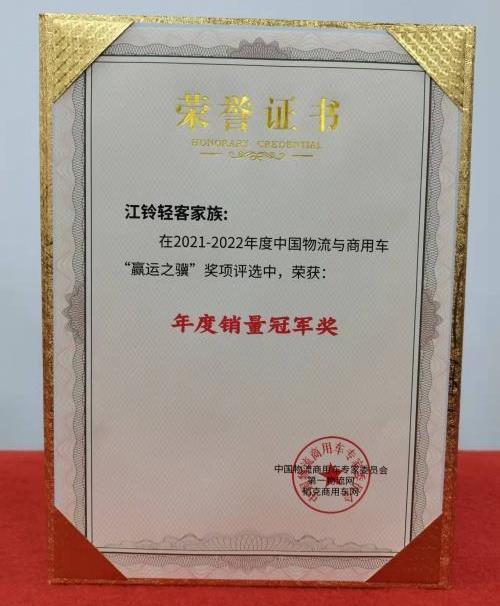 荣誉证书
HONORARY CREDENTIAL
江铃轻客家族:
在2021-2022年度中国物流与商用车
“赢运之骥”奖项评选中，荣获：
年度销量冠军奖
中国物流商用车专家委员会
第一物流网
稻克商用车网